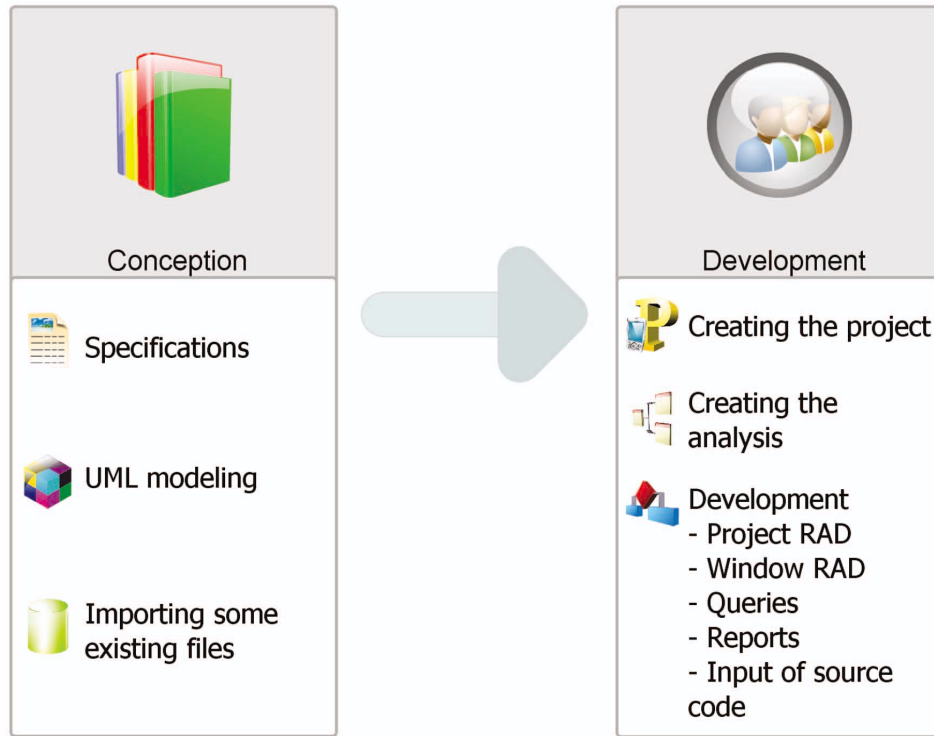 Conception
Specifications
UML modeling
Importing some
existing files
Development
Creating the project
Creating the
analysis
Development
- Project RAD
- Window RAD
- Queries
- Reports
- Input of source
code